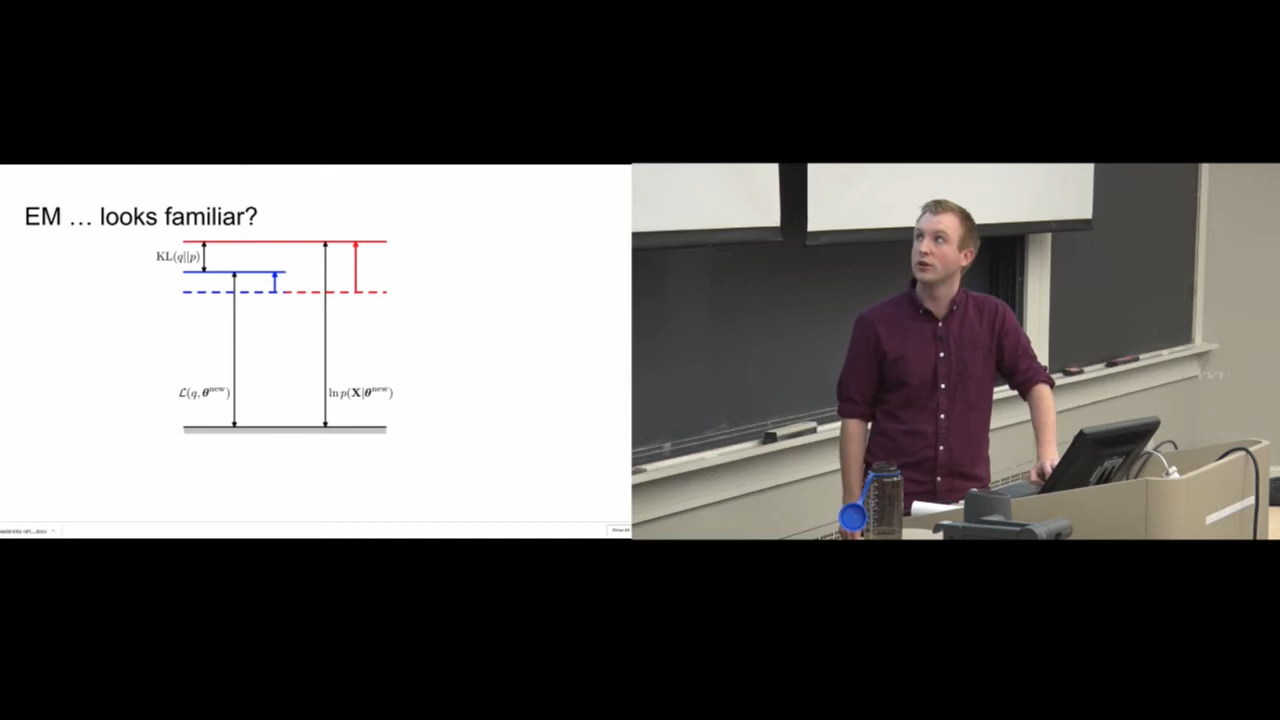 EM … looks familiar?
KL(q||p)
ℒ(q, θ^new)
ln p(X|θ^new)